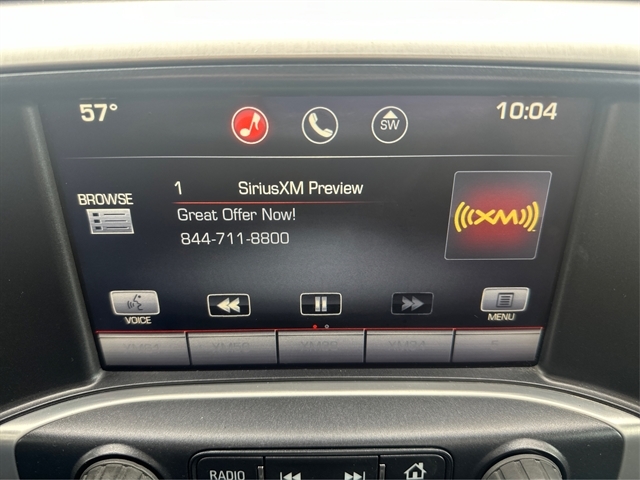 57°
SW
10:04
BROWSE
1 SiriusXM Preview
Great Offer Now!
844-711-8800
((XM))
VOICE
MENU
RADIO